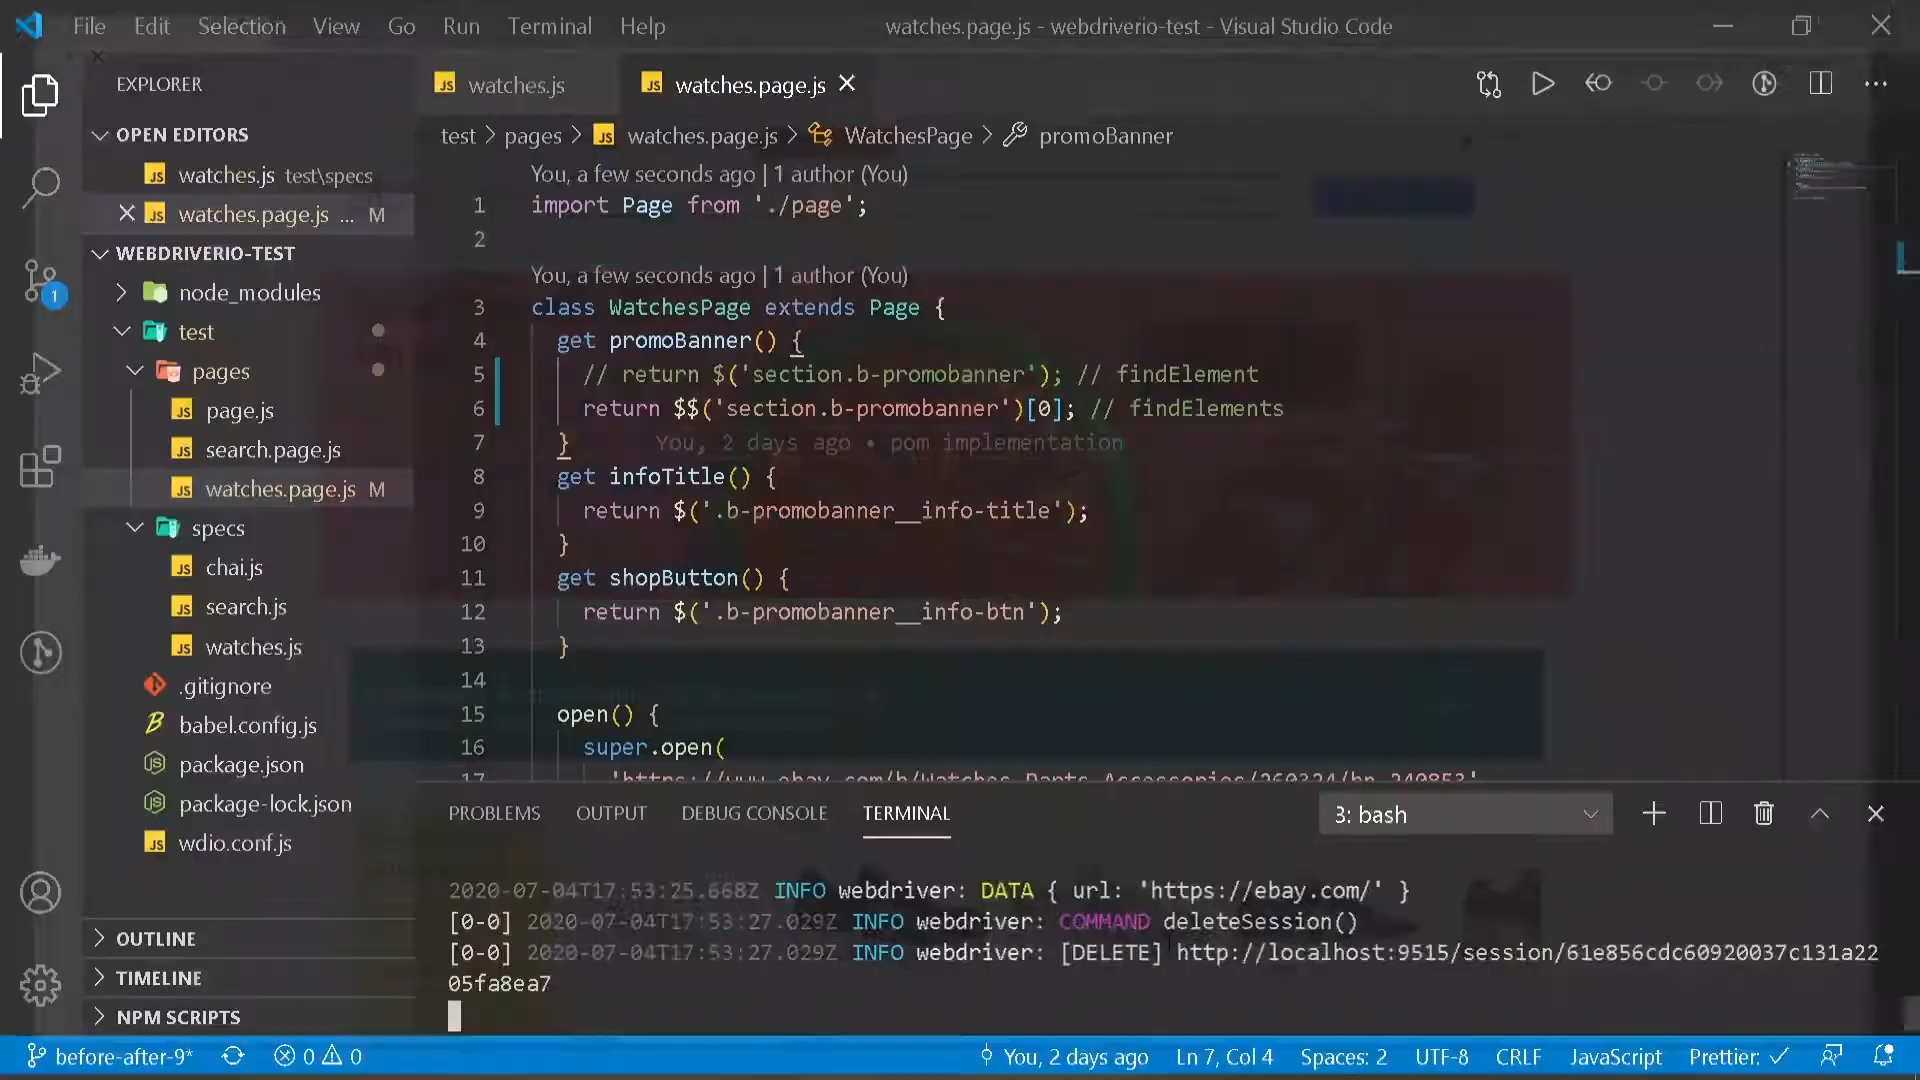 File Edit Selection View Go Run Terminal Help
watches.page.js - webdriverio-test - Visual Studio Code
EXPLORER
OPEN EDITORS
watches.js test\specs
watches.page.js ... M
WEBDRIVERIO-TEST
node_modules
test
pages
page.js
search.page.js
watches.page.js M
specs
chai.js
search.js
watches.js
.gitignore
babel.config.js
package.json
package-lock.json
wdio.conf.js
OUTLINE
TIMELINE
NPM SCRIPTS
1
watches.js
watches.page.js
test > pages > watches.page.js > WatchesPage > promoBanner
You, a few seconds ago | 1 author (You)
1 import Page from './page';
2
You, a few seconds ago | 1 author (You)
3 class WatchesPage extends Page {
4 get promoBanner() {
5 // return $('section.b-promobanner'); // findElement
6 return $$('section.b-promobanner')[0]; // findElements
7 } You, 2 days ago • pom implementation
8 get infoTitle() {
9 return $('.b-promobanner__info-title');
10 }
11 get shopButton() {
12 return $('.b-promobanner__info-btn');
13 }
14
15 open() {
16 super.open(
17 'https://www.ebay.com/b/Watches-Parts-Accessories/260324/bn_240853'
PROBLEMS OUTPUT DEBUG CONSOLE TERMINAL
3: bash
2020-07-04T17:53:25.668Z INFO webdriver: DATA { url: 'https://ebay.com/' }
[0-0] 2020-07-04T17:53:27.029Z INFO webdriver: COMMAND deleteSession()
[0-0] 2020-07-04T17:53:27.029Z INFO webdriver: [DELETE] http://localhost:9515/session/61e856cdc60920037c131a22
05fa8ea7
before-after-9* 0 0 You, 2 days ago Ln 7, Col 4 Spaces: 2 UTF-8 CRLF JavaScript Prettier: ✓